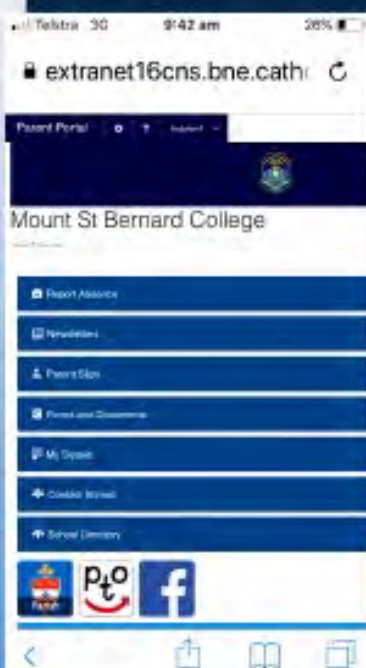 Telstra 3G 9:42 am 26%
extranet16cns.bne.cath
Parent Portal ?
Mount St Bernard College
Report Absence
Newsletters
Parent Slips
Forms and Documents
My Details
Contact School
School Directory
pto
f